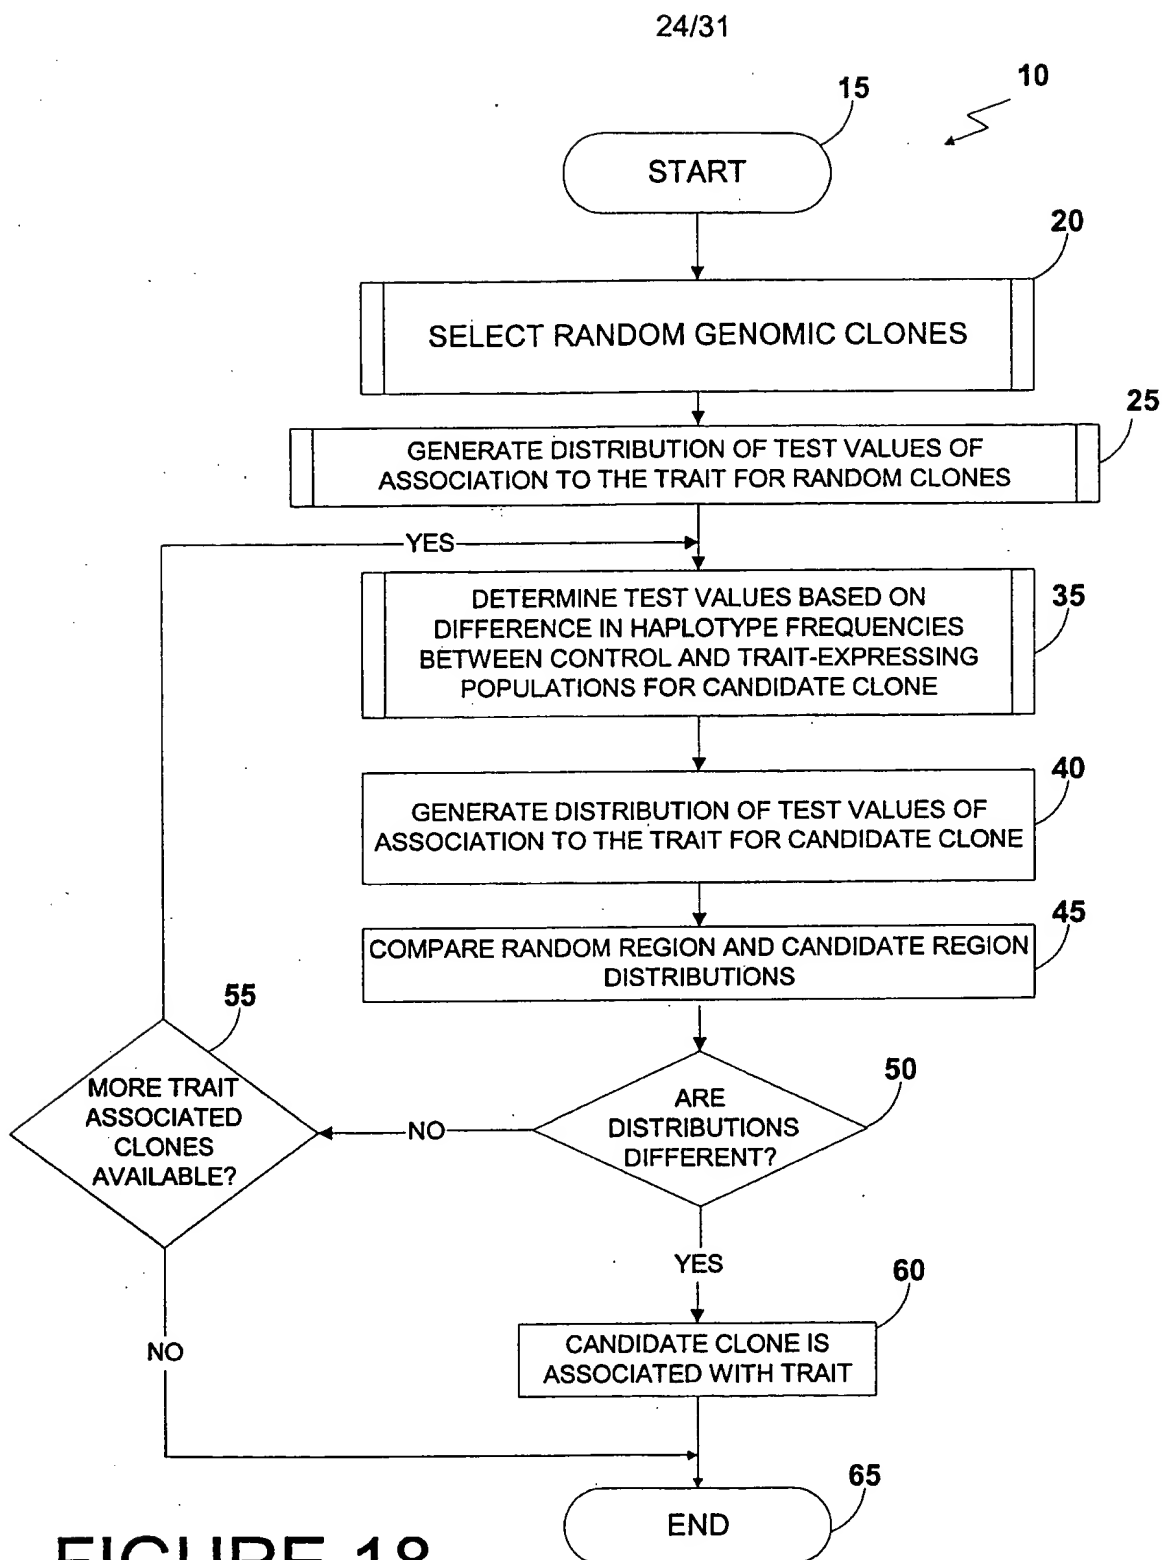 24/31
10
15
START
20
SELECT RANDOM GENOMIC CLONES
25
GENERATE DISTRIBUTION OF TEST VALUES OF
ASSOCIATION TO THE TRAIT FOR RANDOM CLONES
YES
35
DETERMINE TEST VALUES BASED ON
DIFFERENCE IN HAPLOTYPE FREQUENCIES
BETWEEN CONTROL AND TRAIT-EXPRESSING
POPULATIONS FOR CANDIDATE CLONE
40
GENERATE DISTRIBUTION OF TEST VALUES OF
ASSOCIATION TO THE TRAIT FOR CANDIDATE CLONE
45
COMPARE RANDOM REGION AND CANDIDATE REGION
DISTRIBUTIONS
55
MORE TRAIT
ASSOCIATED
CLONES
AVAILABLE?
NO
50
ARE
DISTRIBUTIONS
DIFFERENT?
YES
60
NO
CANDIDATE CLONE IS
ASSOCIATED WITH TRAIT
65
END
FIGURE 18